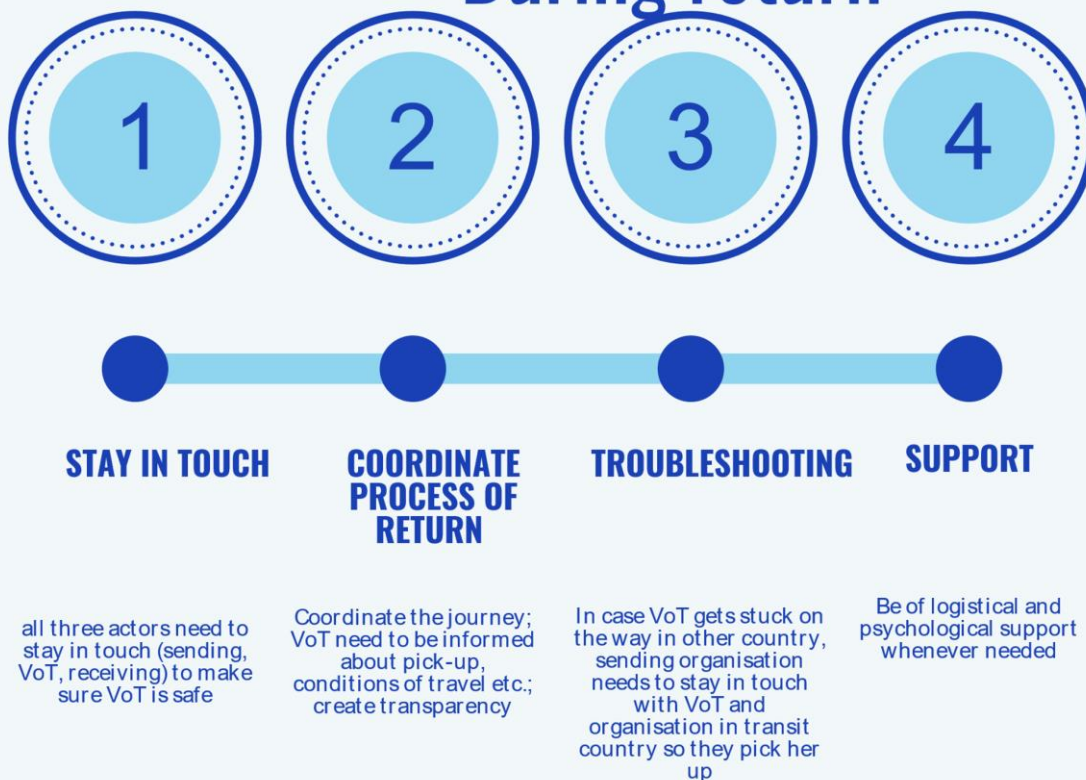 During return
1
2
3
4
STAY IN TOUCH
COORDINATE
PROCESS OF
RETURN
TROUBLESHOOTING
SUPPORT
all three actors need to
stay in touch (sending,
VoT, receiving) to make
sure VoT is safe
Coordinate the journey;
VoT need to be informed
about pick-up,
conditions of travel etc.;
create transparency
In case VoT gets stuck on
the way in other country,
sending organisation
needs to stay in touch
with VoT and
organisation in transit
country so they pick her
up
Be of logistical and
psychological support
whenever needed